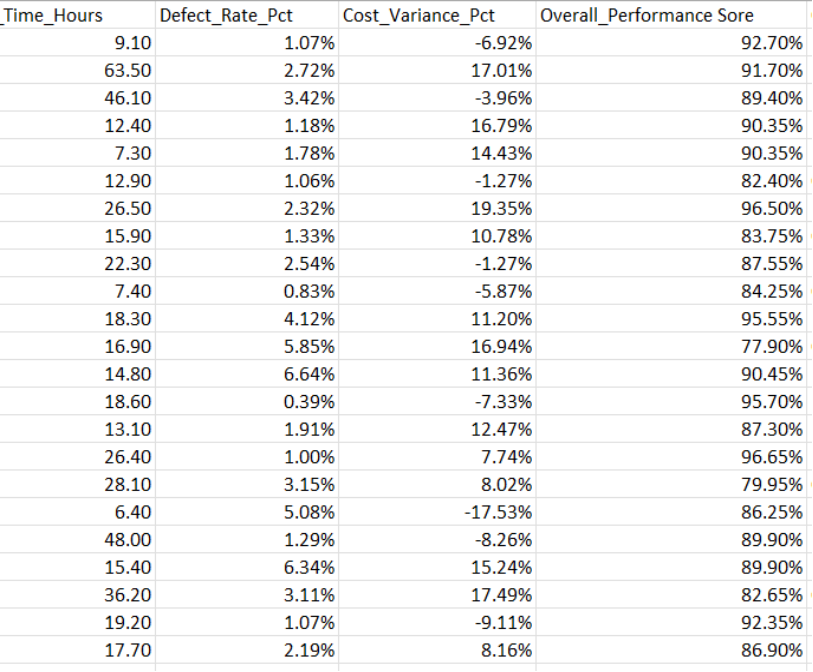 _Time_Hours Defect_Rate_Pct Cost_Variance_Pct Overall_Performance Sore
9.10 1.07% -6.92% 92.70%
63.50 2.72% 17.01% 91.70%
46.10 3.42% -3.96% 89.40%
12.40 1.18% 16.79% 90.35%
7.30 1.78% 14.43% 90.35%
12.90 1.06% -1.27% 82.40%
26.50 2.32% 19.35% 96.50%
15.90 1.33% 10.78% 83.75%
22.30 2.54% -1.27% 87.55%
7.40 0.83% -5.87% 84.25%
18.30 4.12% 11.20% 95.55%
16.90 5.85% 16.94% 77.90%
14.80 6.64% 11.36% 90.45%
18.60 0.39% -7.33% 95.70%
13.10 1.91% 12.47% 87.30%
26.40 1.00% 7.74% 96.65%
28.10 3.15% 8.02% 79.95%
6.40 5.08% -17.53% 86.25%
48.00 1.29% -8.26% 89.90%
15.40 6.34% 15.24% 89.90%
36.20 3.11% 17.49% 82.65%
19.20 1.07% -9.11% 92.35%
17.70 2.19% 8.16% 86.90%